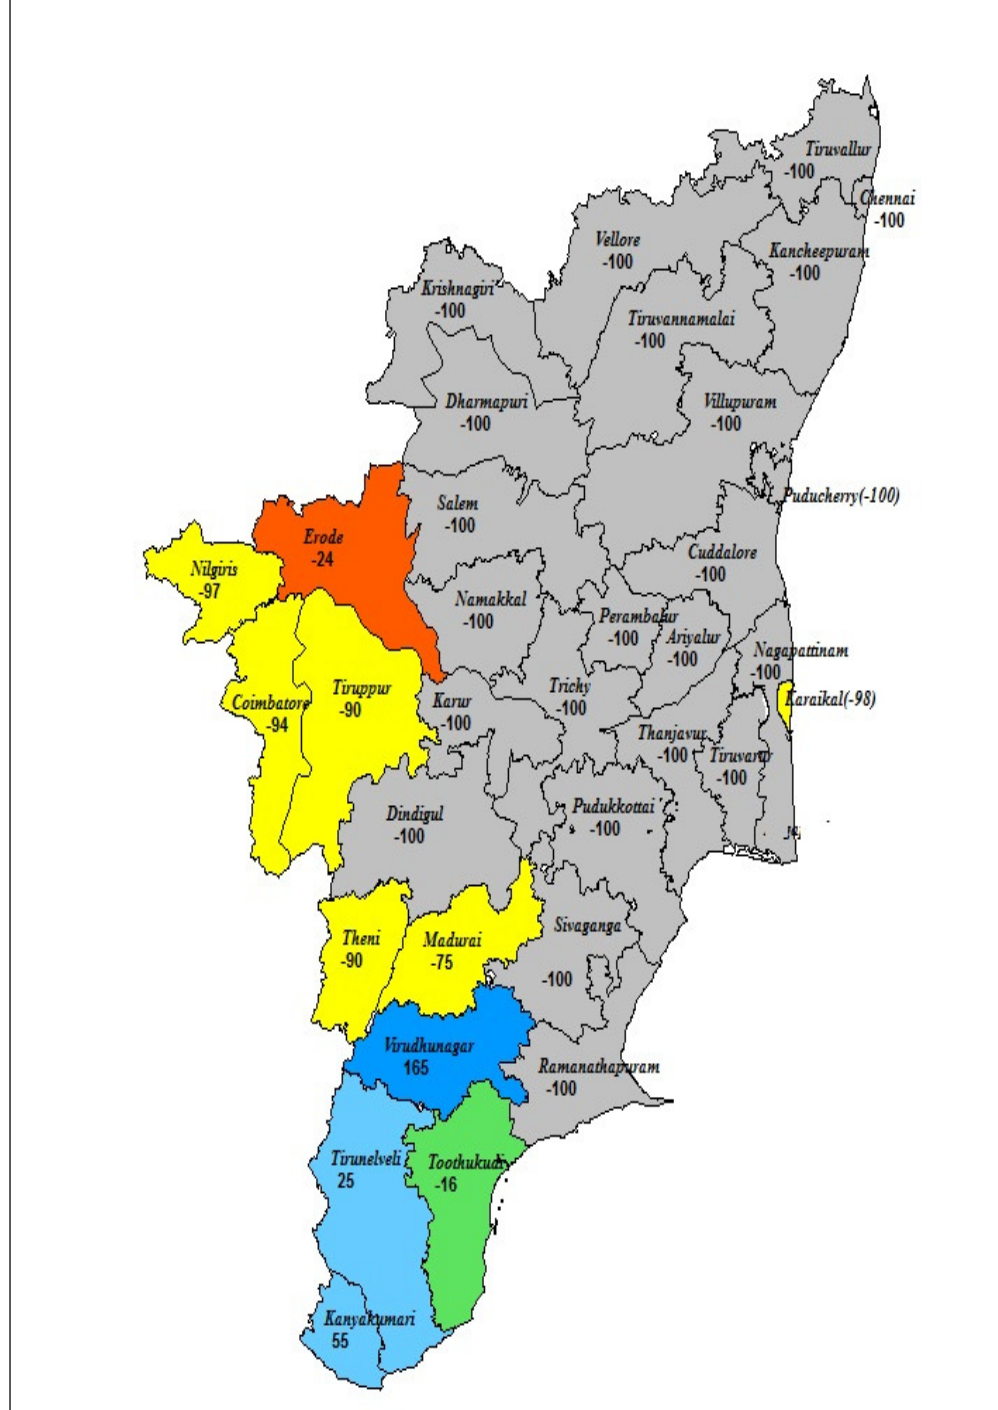 Tiruvallur
-100
Chennai
-100
Vellore
-100
Kancheepuram
-100
Krishnagiri
-100
Tiruvannamalai
-100
Dharmapuri
-100
Villupuram
-100
Puducherry(-100)
Salem
-100
Erode
-24
Cuddalore
-100
Nilgiris
-97
Namakkal
-100
Perambalur
-100
Ariyalur
-100
Nagapattinam
-100
Coimbatore
-94
Tiruppur
-90
Karur
-100
Trichy
-100
Karaikal(-98)
Thanjavur
-100
Tiruvarur
-100
Dindigul
-100
Pudukkottai
-100
Theni
-90
Madurai
-75
Sivaganga
-100
Virudhunagar
165
Ramanathapuram
-100
Tirunelveli
25
Toothukudi
-16
Kanyakumari
55